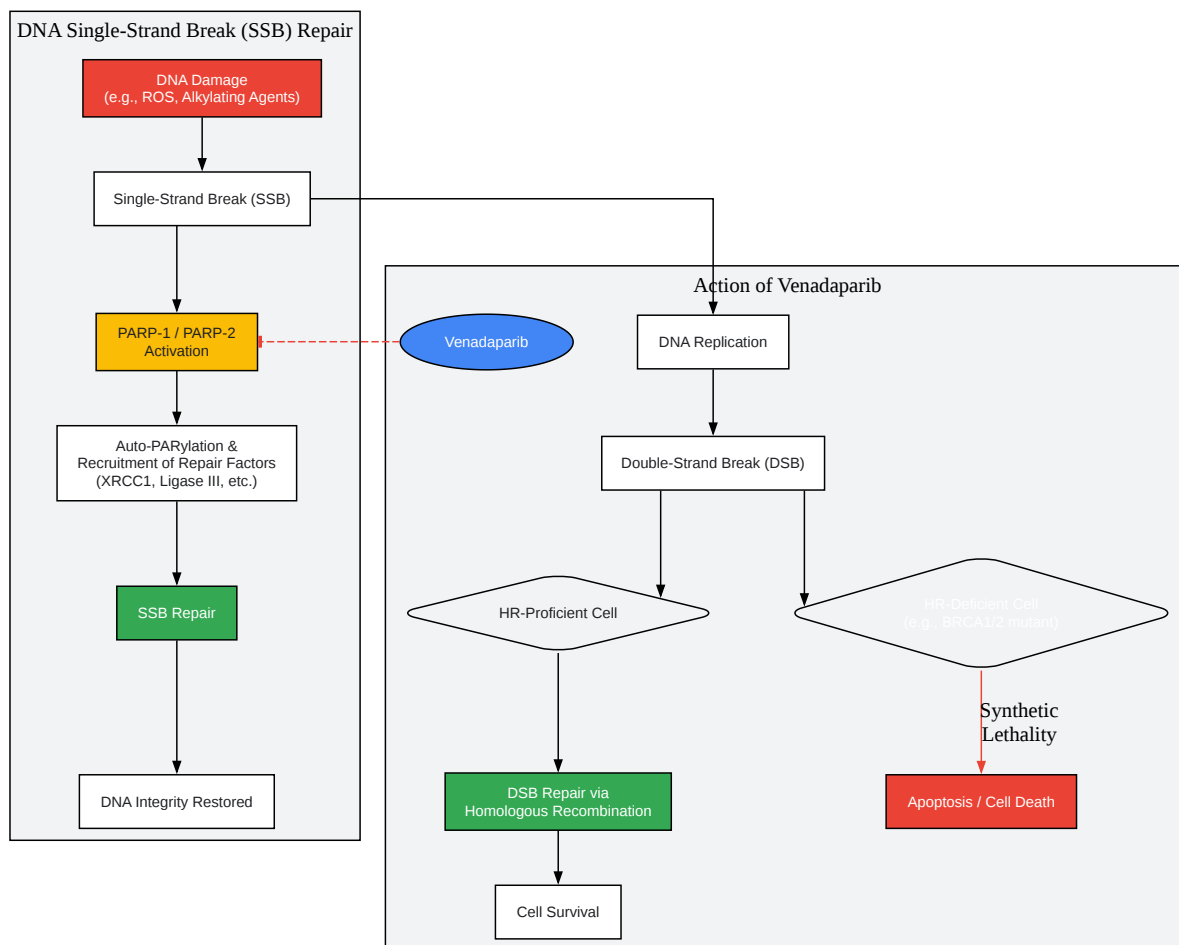 DNA Single-Strand Break (SSB) Repair
DNA Damage
(e.g., ROS, Alkylating Agents)
Single-Strand Break (SSB)
PARP-1 / PARP-2
Activation
Auto-PARylation &
Recruitment of Repair Factors
(XRCC1, Ligase III, etc.)
SSB Repair
DNA Integrity Restored
Action of Venadaparib
Venadaparib
DNA Replication
Double-Strand Break (DSB)
HR-Proficient Cell
HR-Deficient Cell
(e.g., BRCA1/2 mutant)
Synthetic
Lethality
DSB Repair via
Homologous Recombination
Apoptosis / Cell Death
Cell Survival